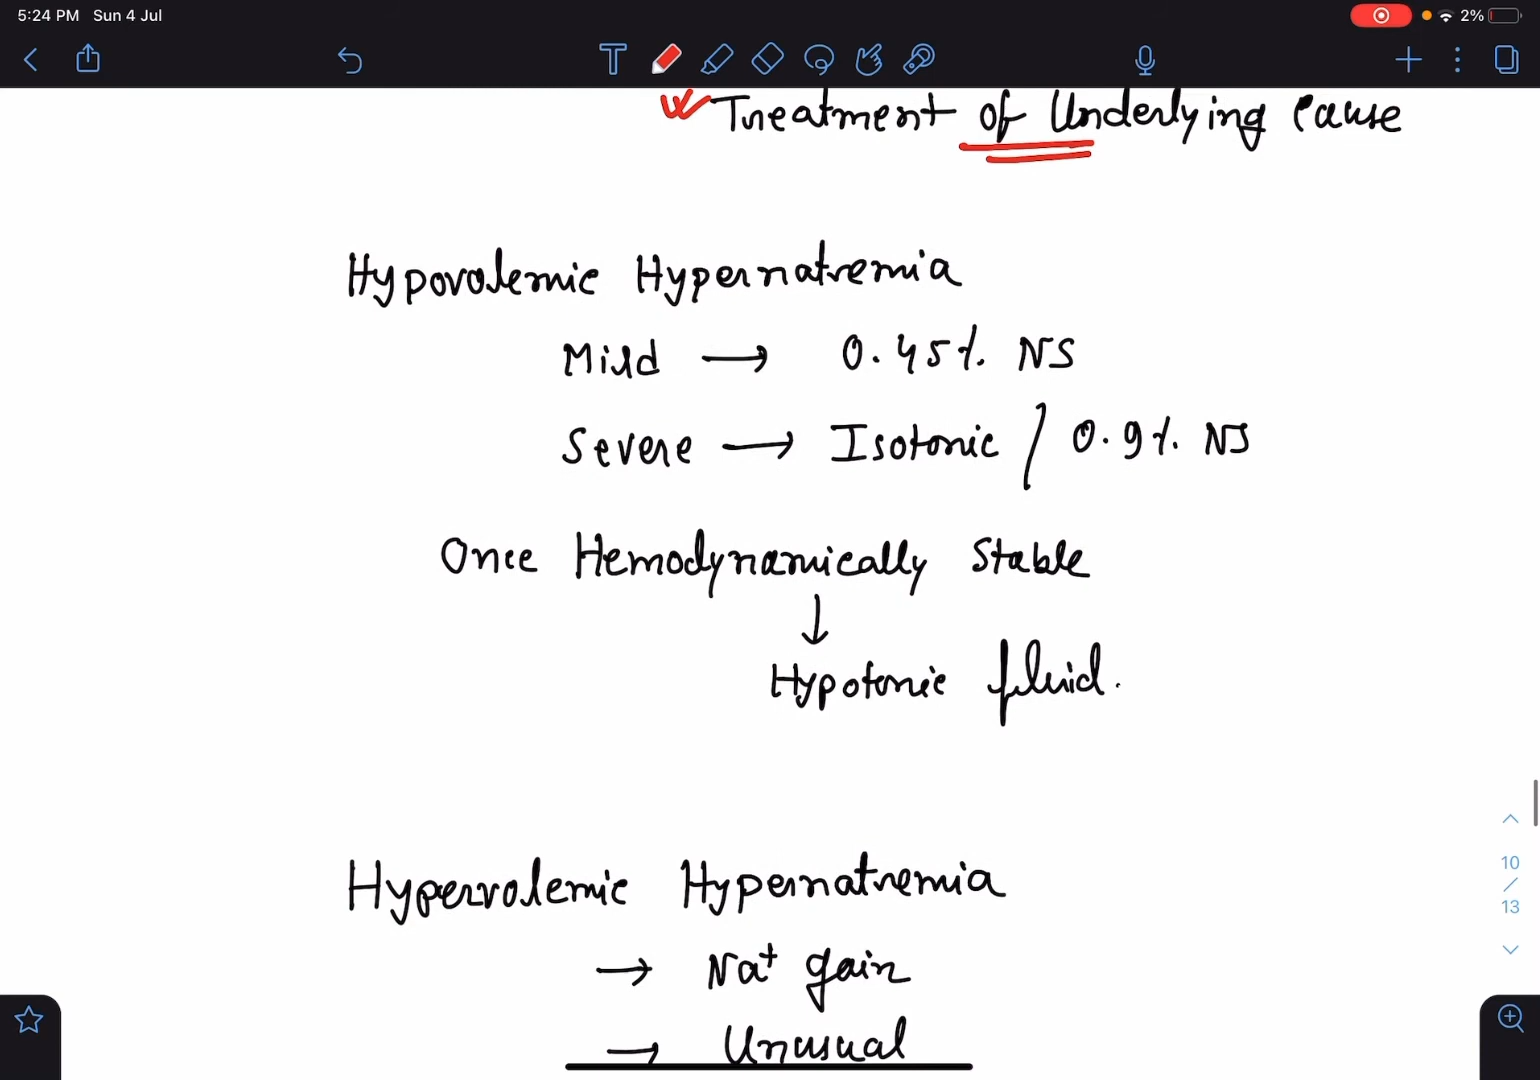 5:24 PM Sun 4 Jul
2%
Treatment of Underlying Cause
Hypovolemic Hypernatremia
Mild → 0.45% NS
Severe → Isotonic / 0.9% NS
Once Hemodynamically Stable
↓
Hypotonic fluid.
Hypervolemic Hypernatremia
→ Na⁺ gain
→ Unusual
10
/
13